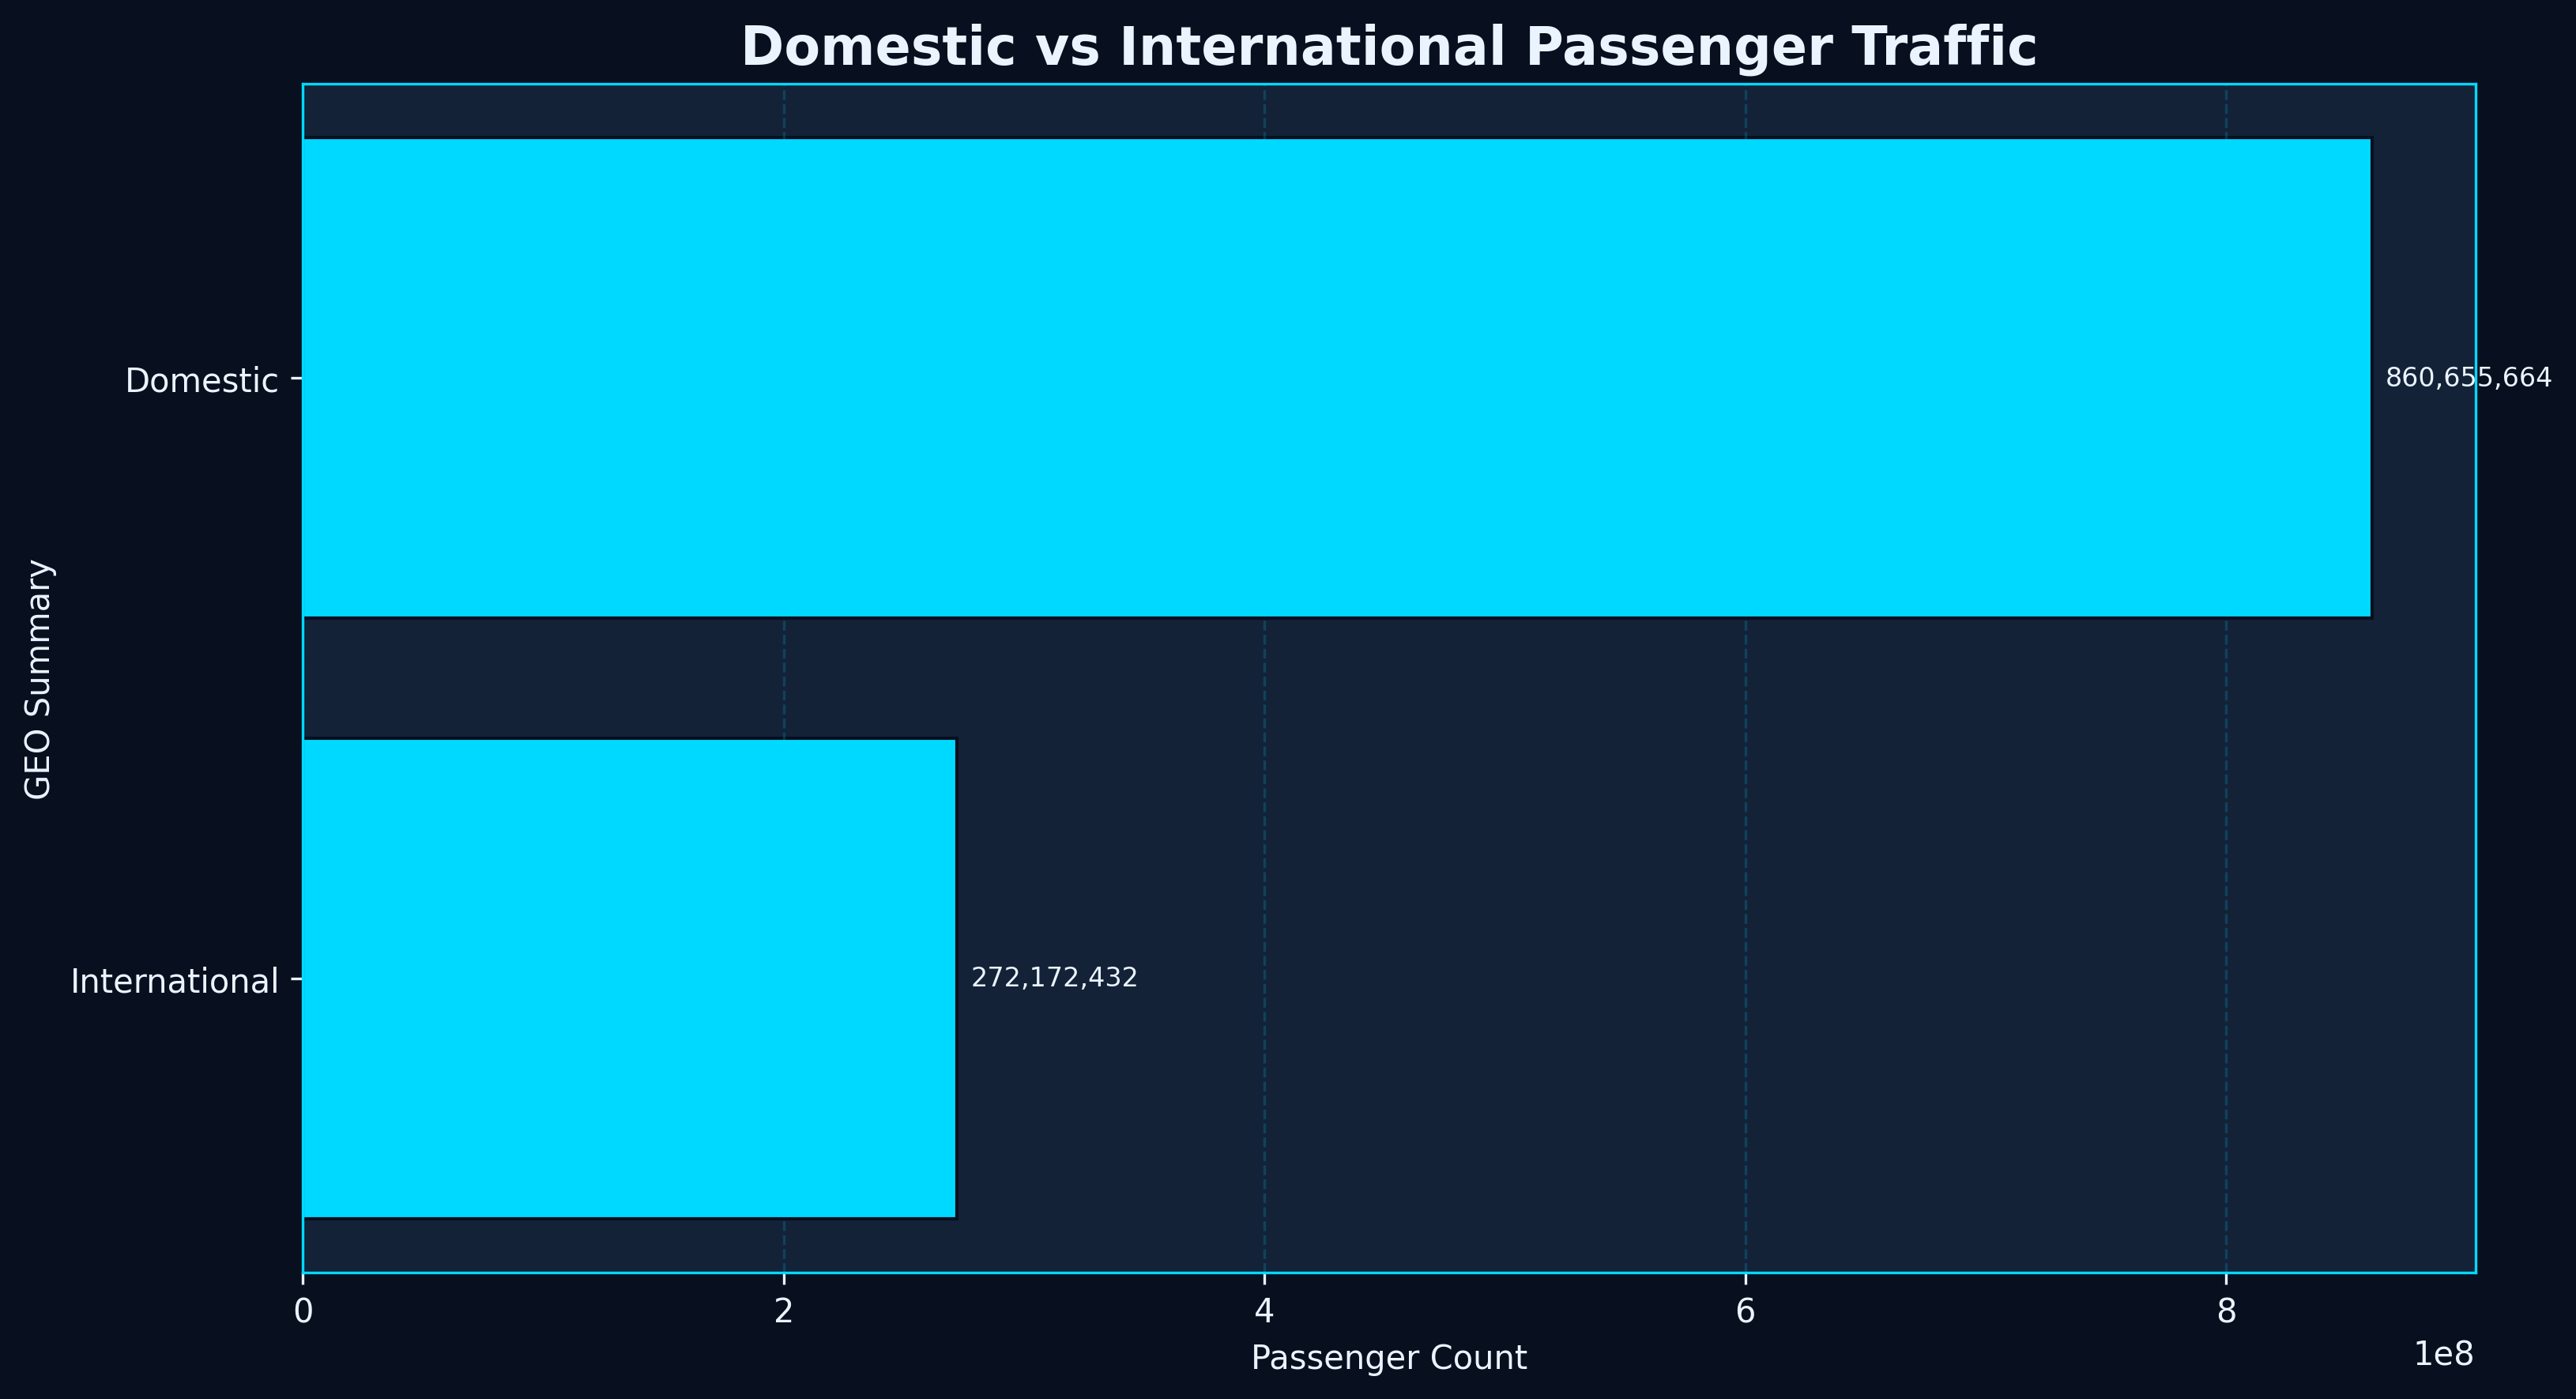 Domestic vs International Passenger Traffic
Domestic
860,655,664
GEO Summary
International
272,172,432
0 2 4 6 8
Passenger Count
1e8